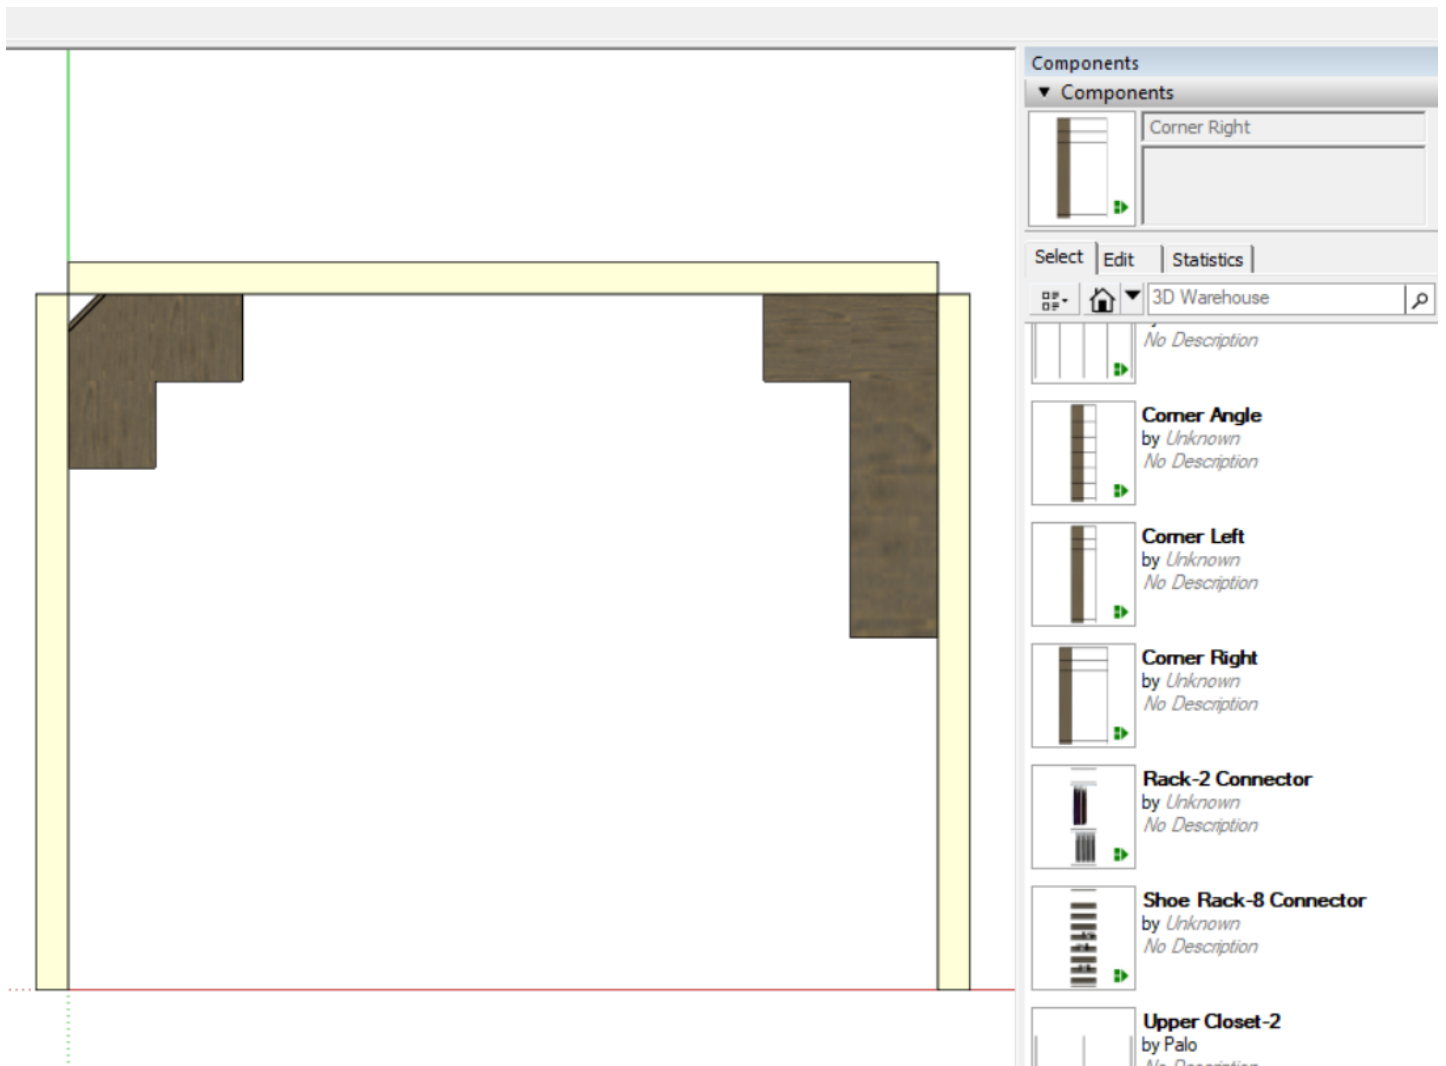 Components
▼ Components
Corner Right
Select Edit Statistics
3D Warehouse
No Description
Corner Angle
by Unknown
No Description
Corner Left
by Unknown
No Description
Corner Right
by Unknown
No Description
Rack-2 Connector
by Unknown
No Description
Shoe Rack-8 Connector
by Unknown
No Description
Upper Closet-2
by Palo
No Description